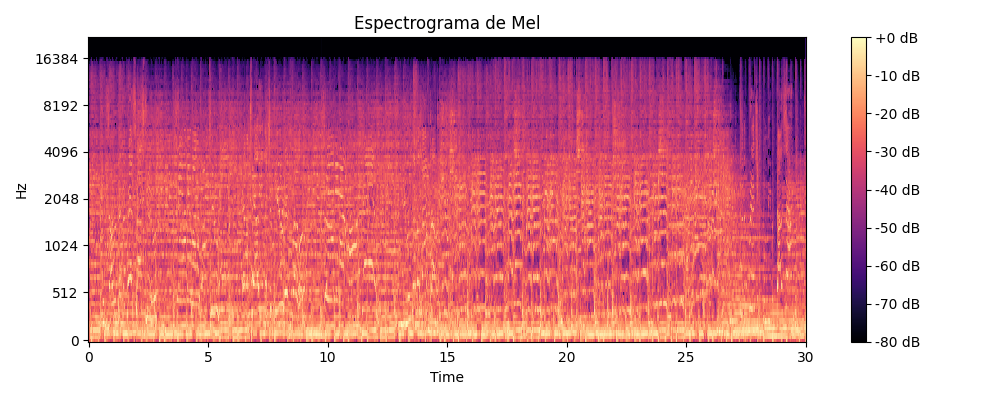 Espectrograma de Mel
Hz
16384
8192
4096
2048
1024
512
0
0 5 10 15 20 25 30
Time
+0 dB
-10 dB
-20 dB
-30 dB
-40 dB
-50 dB
-60 dB
-70 dB
-80 dB